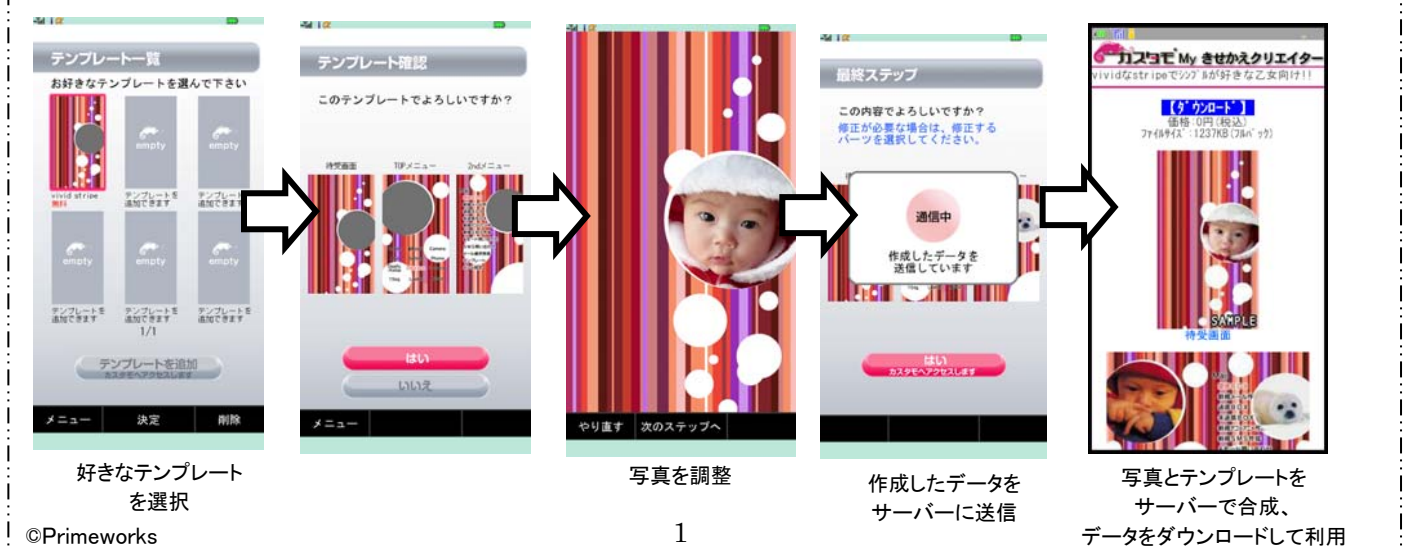 テンプレート一覧
お好きなテンプレートを選んで下さい
empty
empty
vivid stripe
無料
テンプレートを
追加できます
テンプレートを
追加できます
empty
empty
empty
テンプレートを
追加できます
テンプレートを
追加できます
テンプレートを
追加できます
1/1
テンプレートを追加
カスタモへアクセスします
メニュー 決定 削除
好きなテンプレート
を選択
テンプレート確認
このテンプレートでよろしいですか？
待受画面 TOPメニュー 2ndメニュー
はい
いいえ
メニュー
やり直す 次のステップへ
写真を調整
最終ステップ
この内容でよろしいですか？
修正が必要な場合は、修正する
パーツを選択してください。
通信中
作成したデータを
送信しています
はい
カスタモへアクセスします
作成したデータを
サーバーに送信
カスタモ My きせかえクリエイター
vividなstripeでｼﾝﾌﾟﾙが好きな乙女向け!!
【ﾀﾞｳﾝﾛｰﾄﾞ】
価格:0円(税込)
ﾌｧｲﾙｻｲｽﾞ:1237KB(ﾌﾙﾊﾟｯｸ)
SAMPLE
待受画面
写真とテンプレートを
サーバーで合成、
データをダウンロードして利用
©Primeworks
1